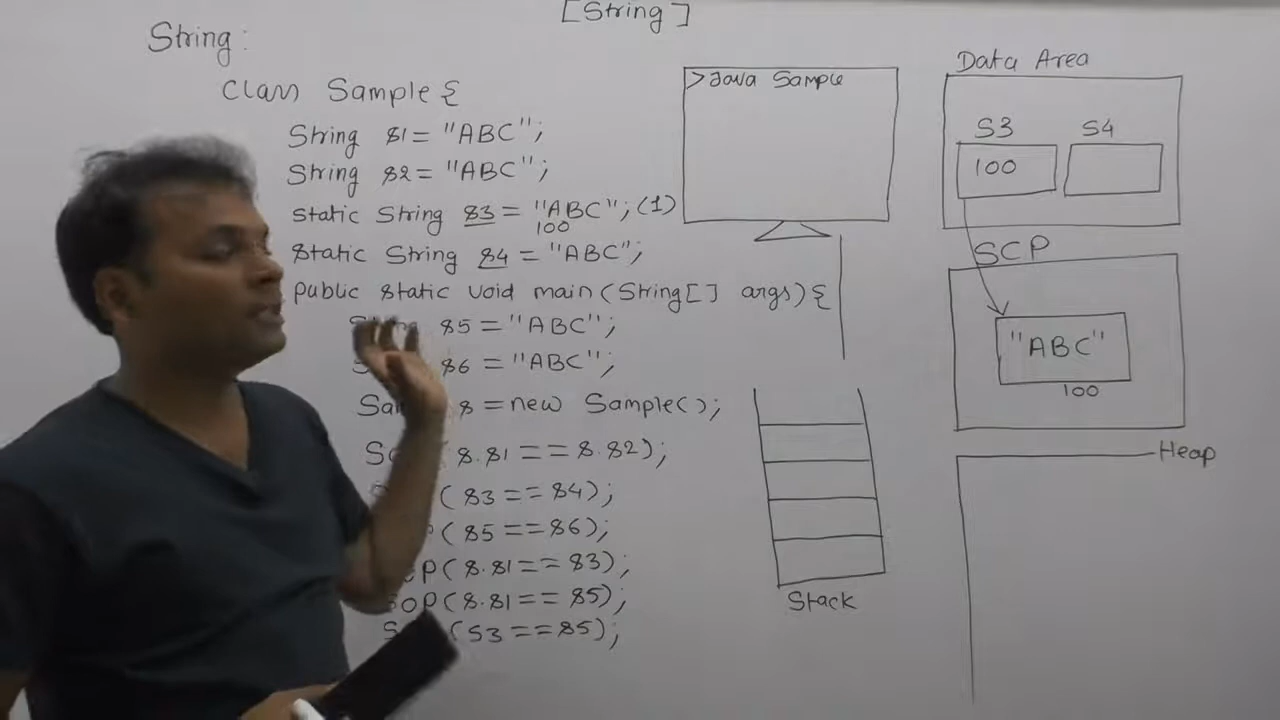 [String]
String:
Class Sample {
String s1 = "ABC";
String s2 = "ABC";
static String s3 = "ABC"; (1)
100
static String s4 = "ABC";
public static void main(String[] args) {
s5 = "ABC";
s6 = "ABC";
s = new Sample();
s.s1 == s.s2);
(s3 == s4);
(s5 == s6);
P(s.s1 == s3);
SOP(s.s1 == s5);
(s3 == s5);
>Java Sample
Stack
Data Area
S3 S4
100
SCP
"ABC"
100
Heap